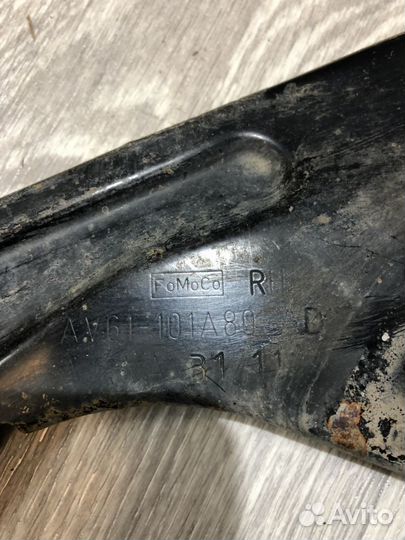 FoMoCo R
AV61-101A80- D
31 11
Avito